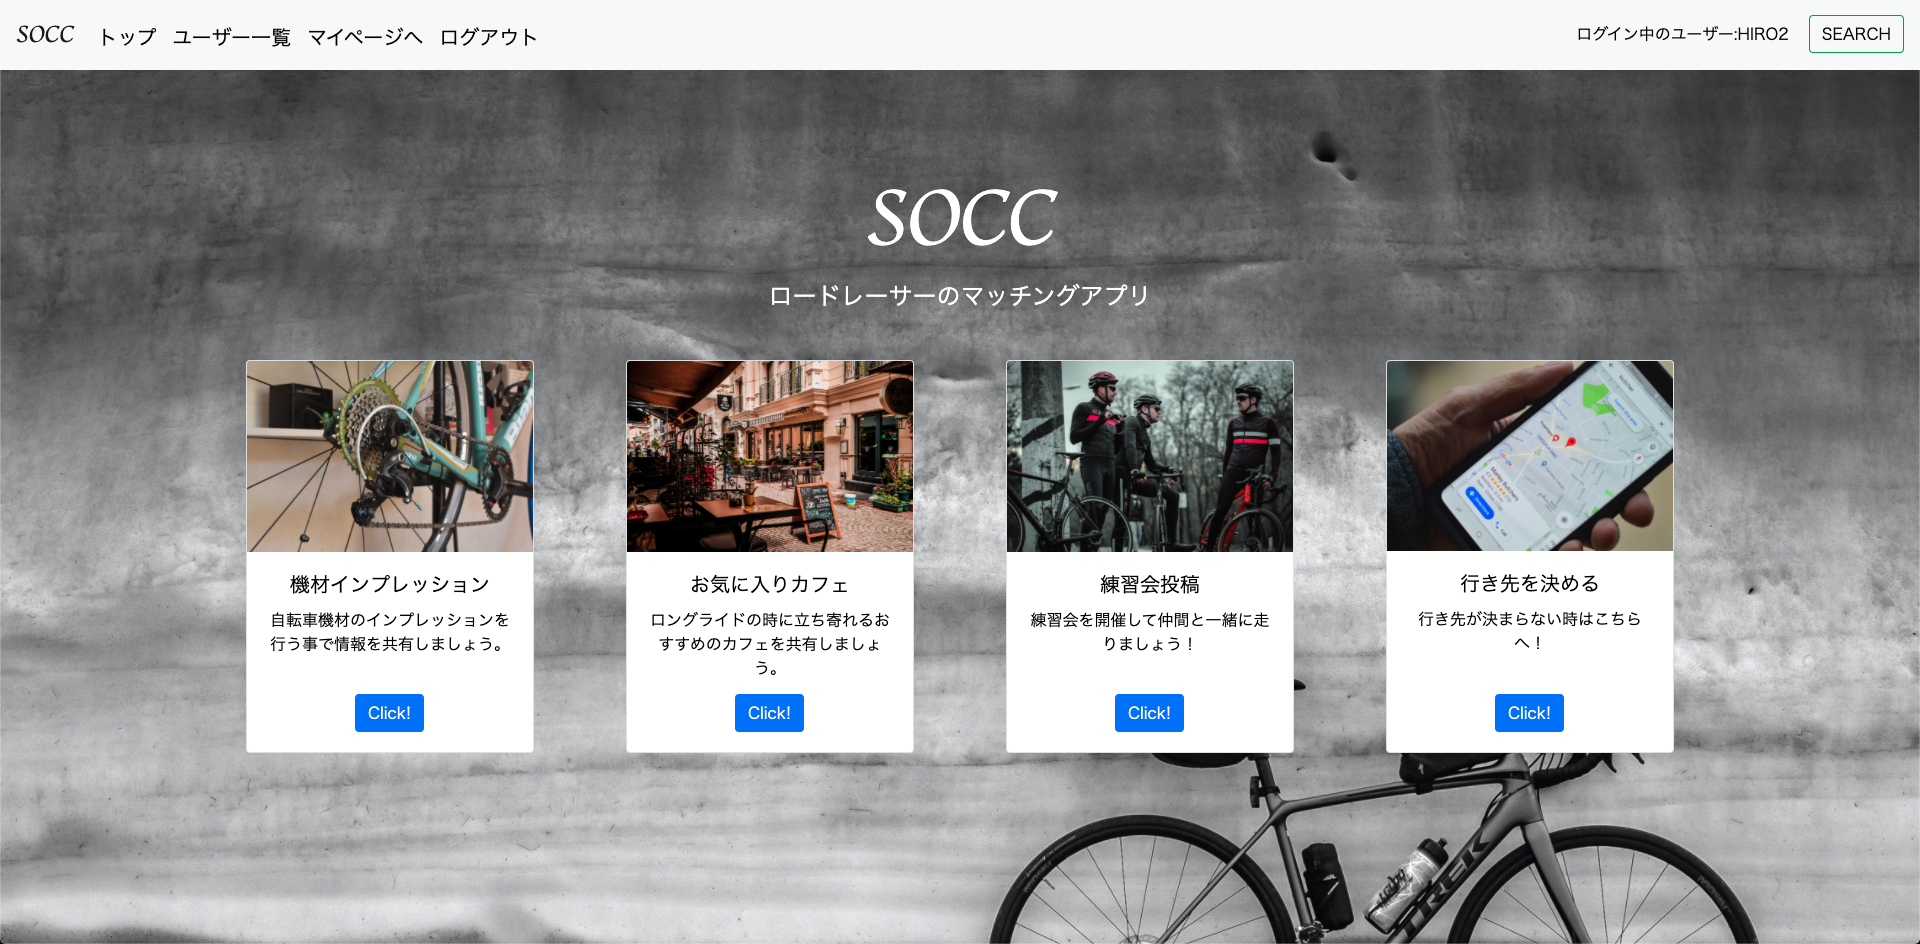 SOCC トップ ユーザー一覧 マイページへ ログアウト ログイン中のユーザー:HIRO2 SEARCH
SOCC
ロードレーサーのマッチングアプリ
機材インプレッション
自転車機材のインプレッションを
行う事で情報を共有しましょう。
Click!
お気に入りカフェ
ロングライドの時に立ち寄れるお
すすめのカフェを共有しましょ
う。
Click!
練習会投稿
練習会を開催して仲間と一緒に走
りましょう！
Click!
行き先を決める
行き先が決まらない時はこちら
へ！
Click!
TREK